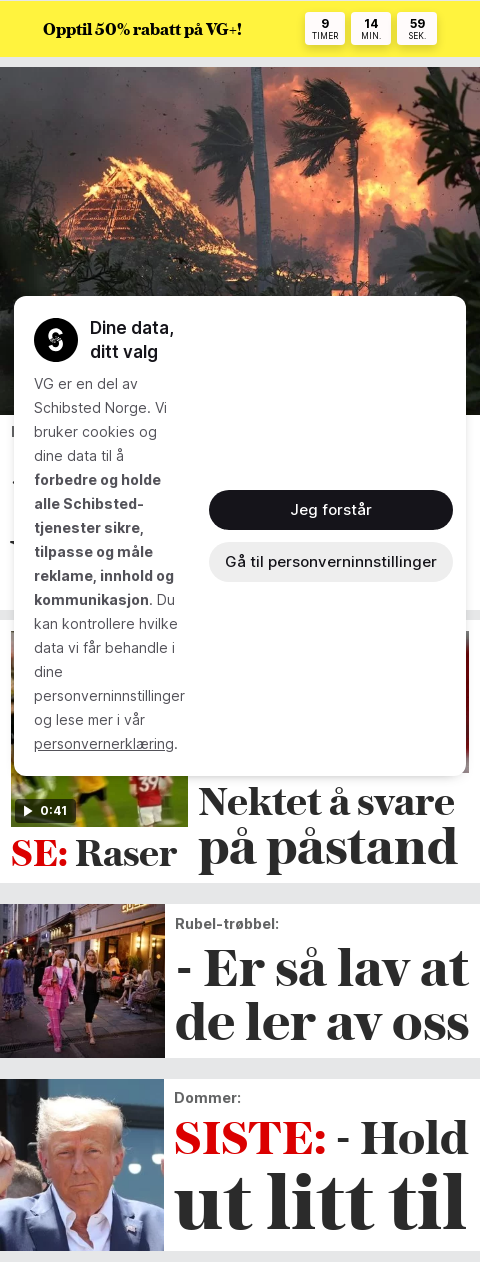 Opptil 50% rabatt på VG+!
9
TIMER
14
MIN.
59
SEK.
Dine data,
ditt valg
VG er en del av
Schibsted Norge. Vi
bruker cookies og
dine data til å
forbedre og holde
alle Schibsted-
tjenester sikre,
tilpasse og måle
reklame, innhold og
kommunikasjon. Du
kan kontrollere hvilke
data vi får behandle i
dine
personverninnstillinger
og lese mer i vår
personvernerklæring.
Jeg forstår
Gå til personverninnstillinger
39
0:41
SE: Raser
Nektet å svare
på påstand
Rubel-trøbbel:
- Er så lav at
de ler av oss
Dommer:
SISTE: - Hold
ut litt til